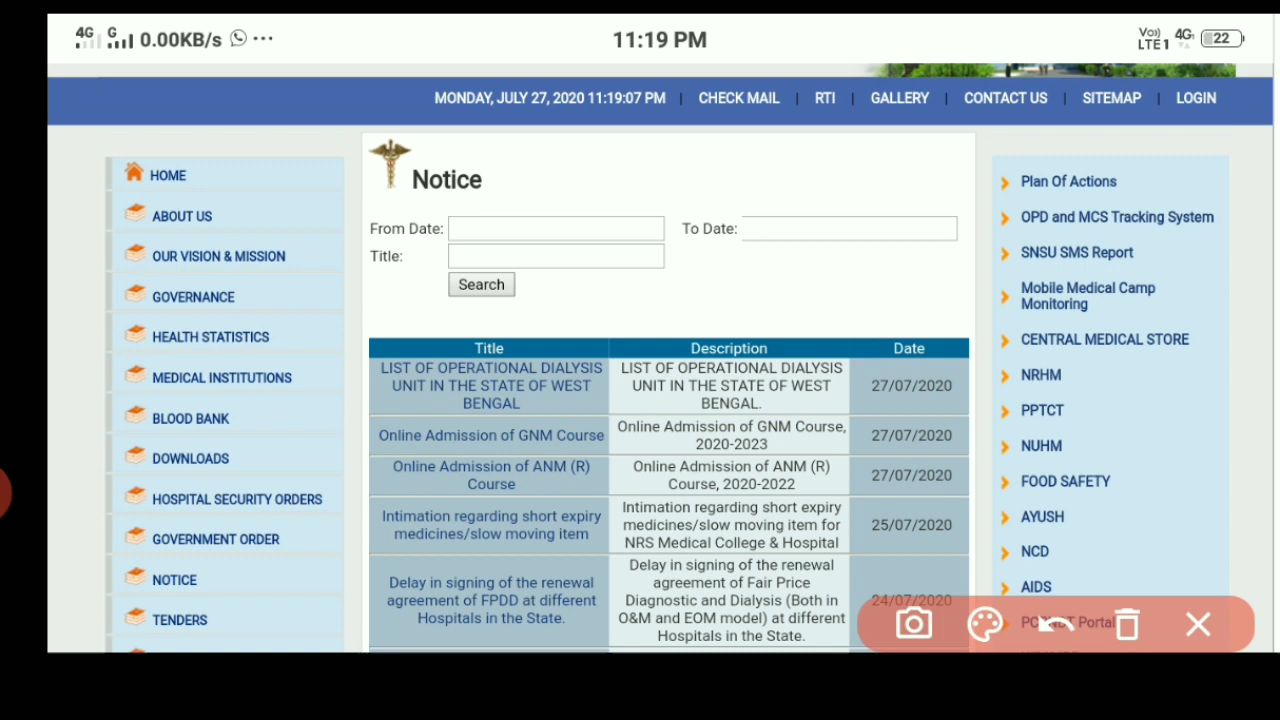 4G G 0.00KB/s ... 11:19 PM Vo)) LTE1 4G 22
MONDAY, JULY 27, 2020 11:19:07 PM | CHECK MAIL | RTI | GALLERY | CONTACT US | SITEMAP | LOGIN
HOME
ABOUT US
OUR VISION & MISSION
GOVERNANCE
HEALTH STATISTICS
MEDICAL INSTITUTIONS
BLOOD BANK
DOWNLOADS
HOSPITAL SECURITY ORDERS
GOVERNMENT ORDER
NOTICE
TENDERS
Notice
From Date: To Date:
Title:
Search
Title Description Date
LIST OF OPERATIONAL DIALYSIS
UNIT IN THE STATE OF WEST
BENGAL
LIST OF OPERATIONAL DIALYSIS
UNIT IN THE STATE OF WEST
BENGAL.
27/07/2020
Online Admission of GNM Course
Online Admission of GNM Course,
2020-2023
27/07/2020
Online Admission of ANM (R)
Course
Online Admission of ANM (R)
Course, 2020-2022
27/07/2020
Intimation regarding short expiry
medicines/slow moving item
Intimation regarding short expiry
medicines/slow moving item for
NRS Medical College & Hospital
25/07/2020
Delay in signing of the renewal
agreement of FPDD at different
Hospitals in the State.
Delay in signing of the renewal
agreement of Fair Price
Diagnostic and Dialysis (Both in
O&M and EOM model) at different
Hospitals in the State.
24/07/2020
Plan Of Actions
OPD and MCS Tracking System
SNSU SMS Report
Mobile Medical Camp
Monitoring
CENTRAL MEDICAL STORE
NRHM
PPTCT
NUHM
FOOD SAFETY
AYUSH
NCD
AIDS
Portal